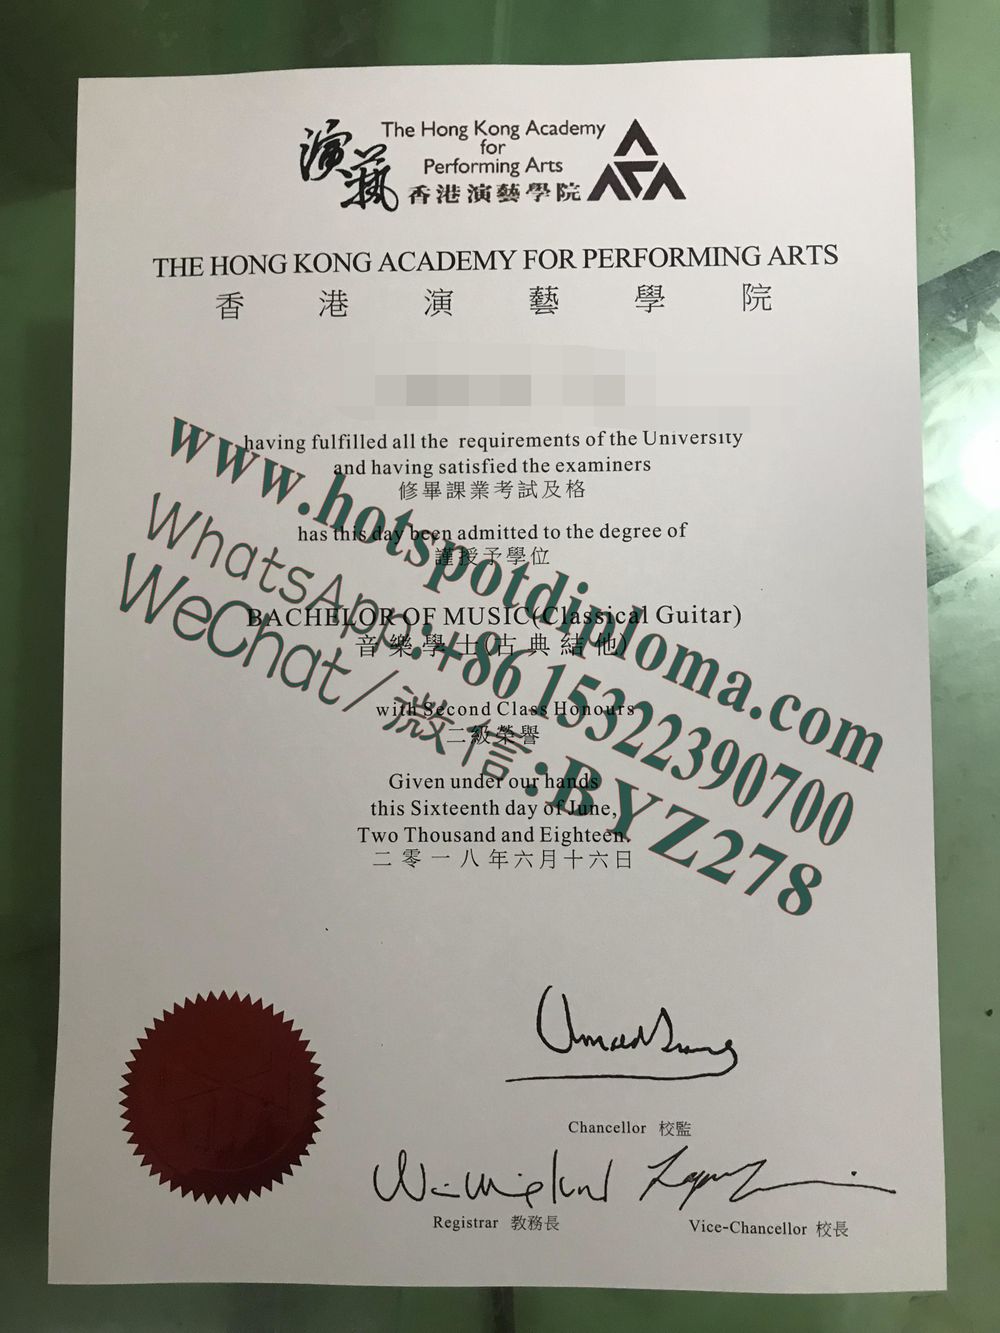 演藝
The Hong Kong Academy
for
Performing Arts
香港演藝學院
THE HONG KONG ACADEMY FOR PERFORMING ARTS
香港演藝學院
having fulfilled all the requirements of the University
and having satisfied the examiners
修畢課業考試及格
has this day been admitted to the degree of
謹授予學位
BACHELOR OF MUSIC(Classical Guitar)
音樂學士(古典結他)
with Second Class Honours
二級榮譽
Given under our hands
this Sixteenth day of June,
Two Thousand and Eighteen.
二零一八年六月十六日
www.hotspotdiploma.com
WhatsApp:+86 15322390700
WeChat/微信:BYZ278
Chancellor 校監
Registrar 教務長
Vice-Chancellor 校長